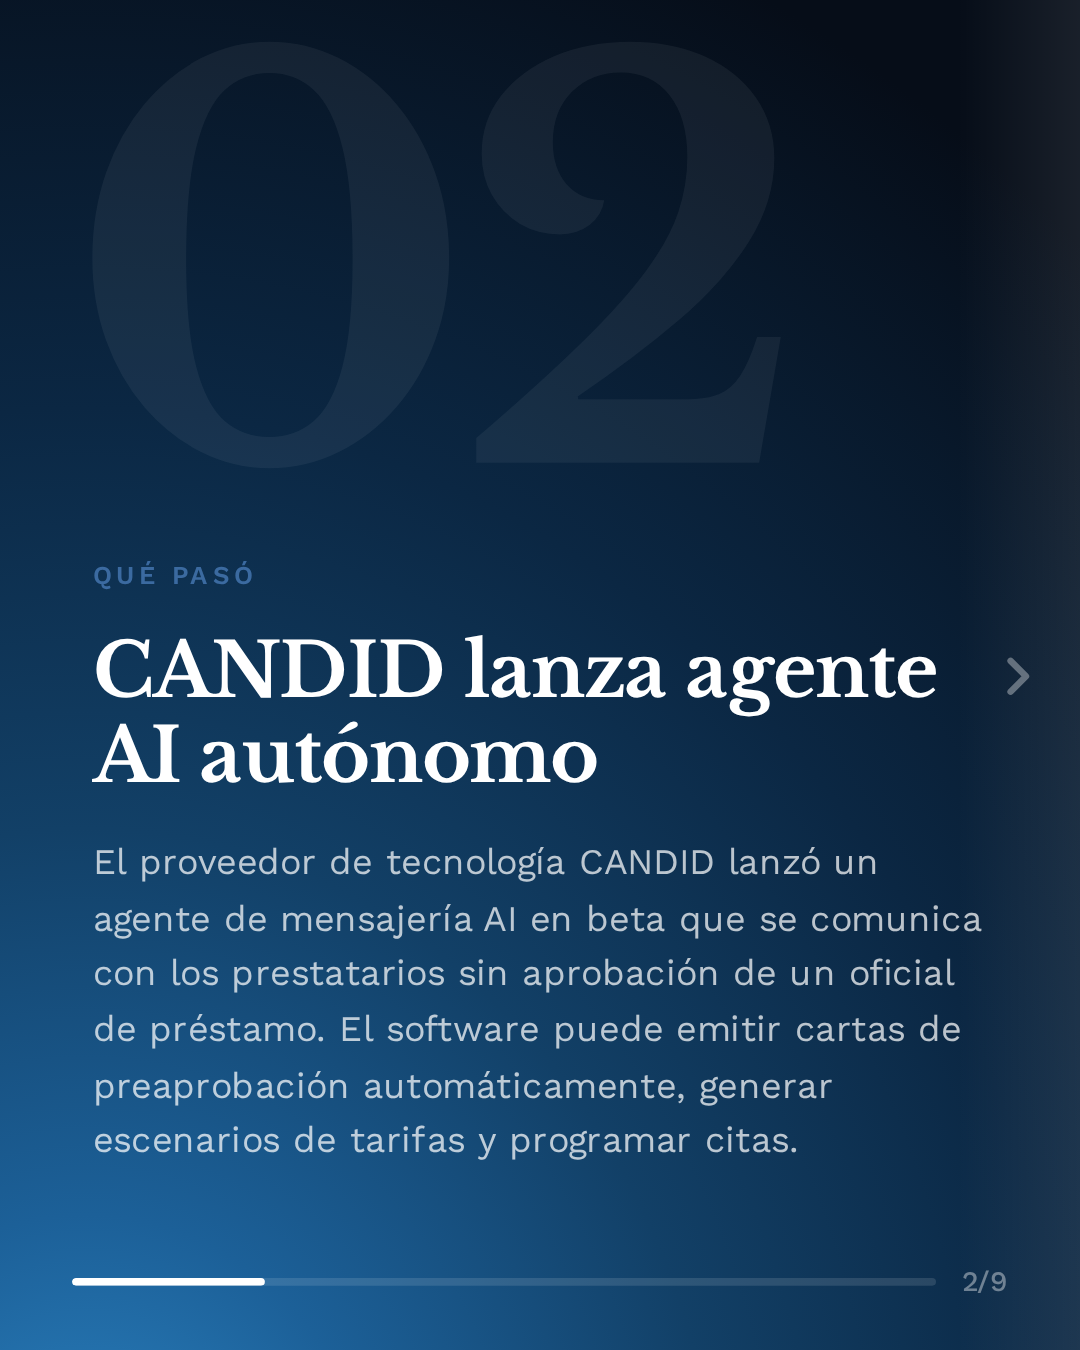 02
QUÉ PASÓ
CANDID lanza agente
AI autónomo
El proveedor de tecnología CANDID lanzó un
agente de mensajería AI en beta que se comunica
con los prestatarios sin aprobación de un oficial
de préstamo. El software puede emitir cartas de
preaprobación automáticamente, generar
escenarios de tarifas y programar citas.
2/9